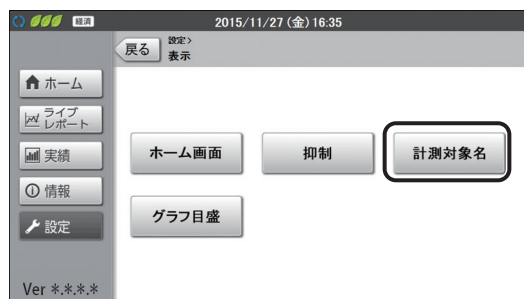 経済
2015/11/27 (金) 16:35
戻る
設定>
表示
ホーム
ライブ
レポート
実績
情報
設定
ホーム画面
抑制
計測対象名
グラフ目盛
Ver *.*.*.*